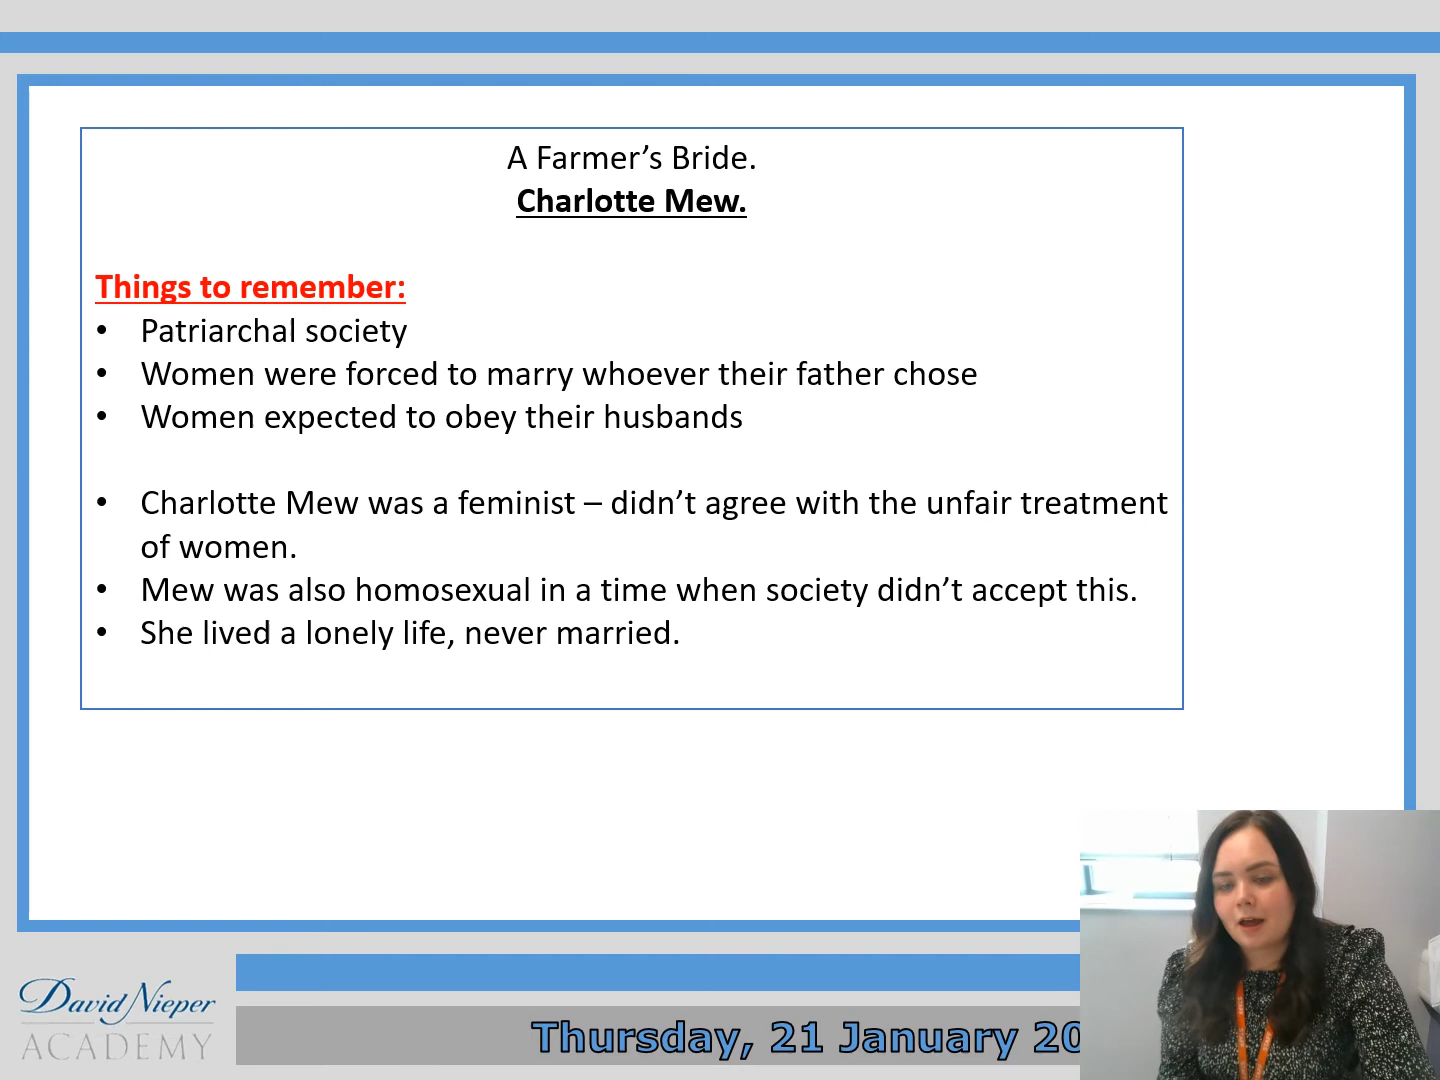 A Farmer’s Bride.
Charlotte Mew.
Things to remember:
• Patriarchal society
• Women were forced to marry whoever their father chose
• Women expected to obey their husbands
• Charlotte Mew was a feminist – didn’t agree with the unfair treatment
of women.
• Mew was also homosexual in a time when society didn’t accept this.
• She lived a lonely life, never married.
David Nieper
ACADEMY
Thursday, 21 January 20